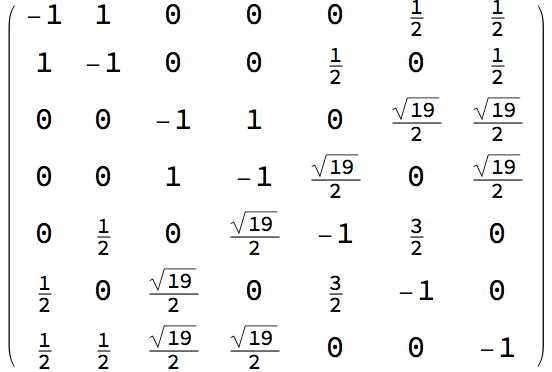 -1 1 0 0 0 1/2 1/2
1 -1 0 0 1/2 0 1/2
0 0 -1 1 0 √19/2 √19/2
0 0 1 -1 √19/2 0 √19/2
0 1/2 0 √19/2 -1 3/2 0
1/2 0 √19/2 0 3/2 -1 0
1/2 1/2 √19/2 √19/2 0 0 -1